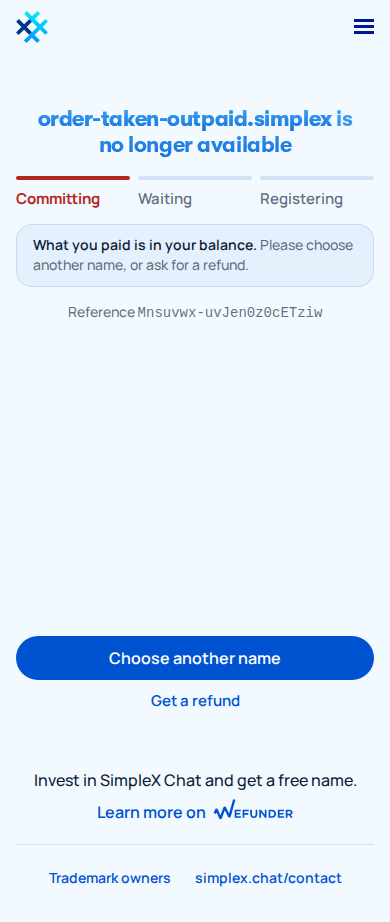 order-taken-outpaid.simplex is
no longer available
Committing
Waiting
Registering
What you paid is in your balance. Please choose
another name, or ask for a refund.
Reference Mnsuvwx-uvJen0z0cETziw
Choose another name
Get a refund
Invest in SimpleX Chat and get a free name.
Learn more on WEFUNDER
Trademark owners
simplex.chat/contact